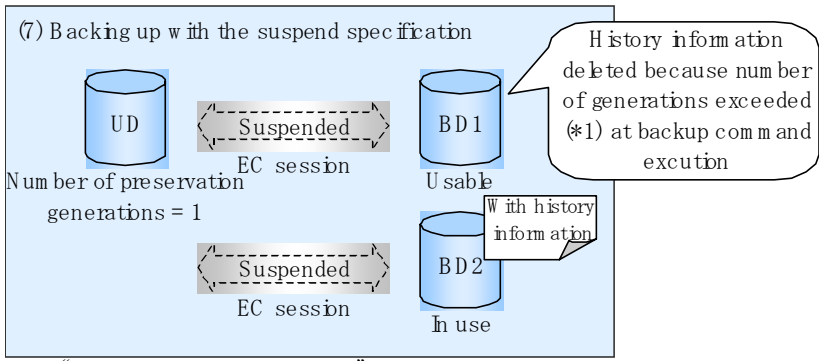 (7) Backing up with the suspend specification
History information
deleted because number
of generations exceeded
(*1) at backup command
excution
UD
Suspended
BD1
EC session
Number of preservation
generations = 1
Usable
With history
information
Suspended
BD2
EC session
In use